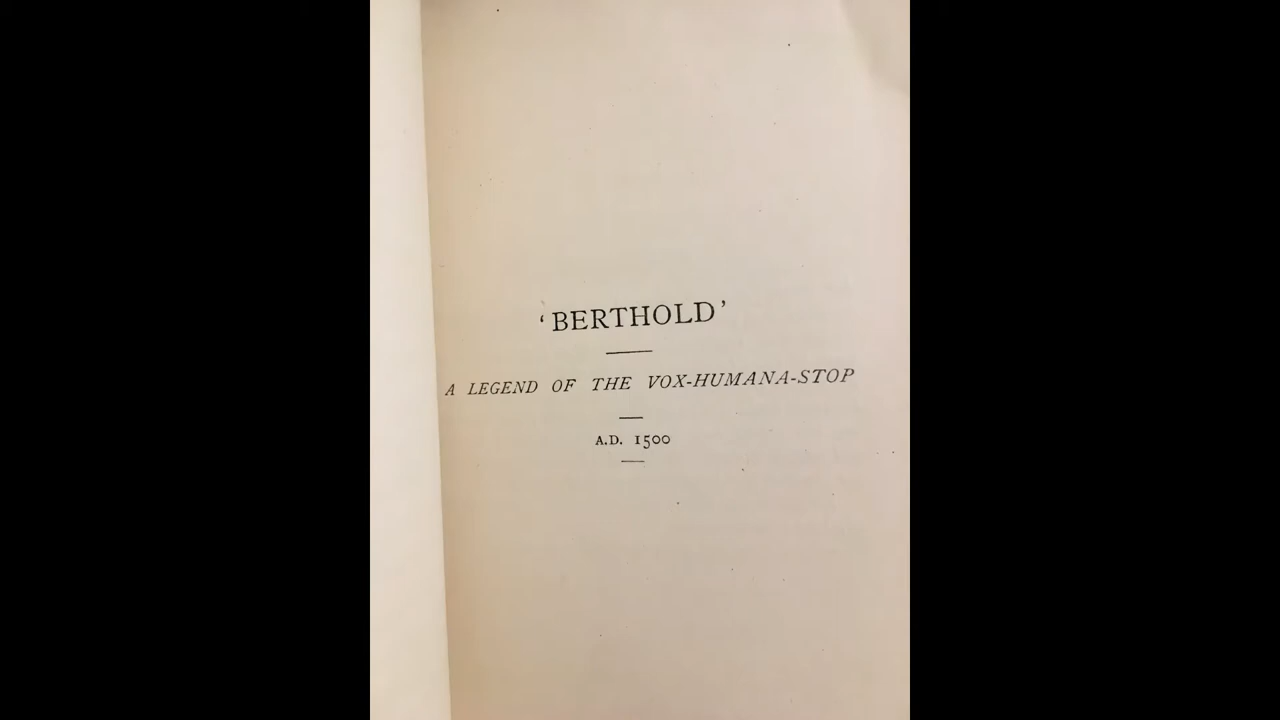 ‘BERTHOLD’
A LEGEND OF THE VOX-HUMANA-STOP
A.D. 1500